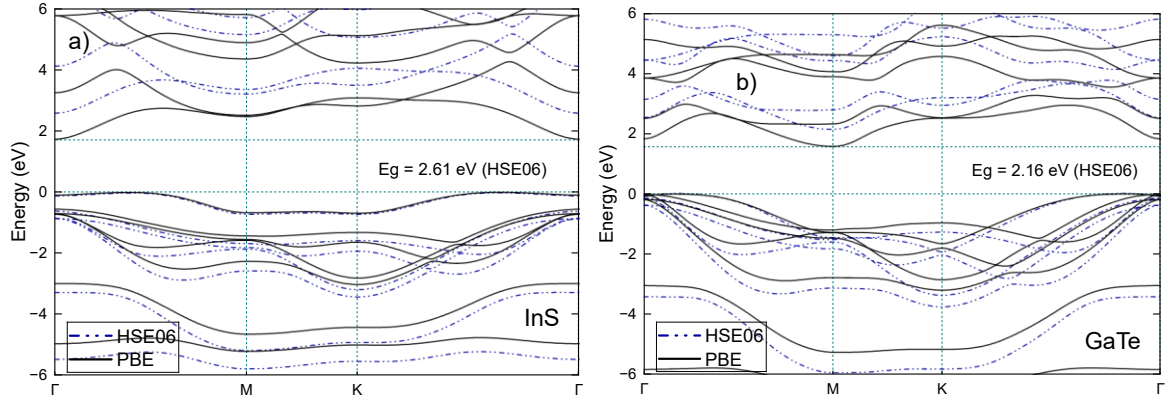 a)
6
4
2
0
−2
−4
−6
Energy (eV)
Eg = 2.61 eV (HSE06)
HSE06
PBE
InS
Γ M K Γ
b)
6
4
2
0
−2
−4
−6
Energy (eV)
Eg = 2.16 eV (HSE06)
HSE06
PBE
GaTe
Γ M K Γ